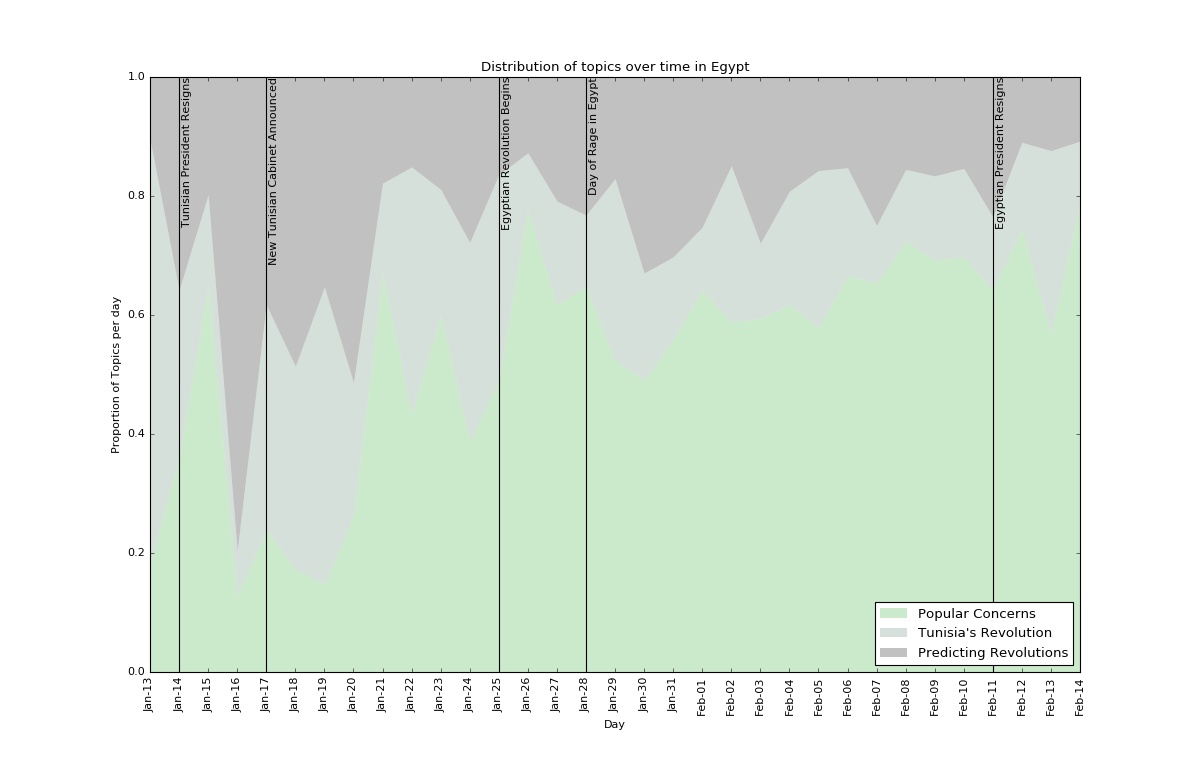 Distribution of topics over time in Egypt
Proportion of Topics per day
1.0
0.8
0.6
0.4
0.2
0.0
Tunisian President Resigns
New Tunisian Cabinet Announced
Egyptian Revolution Begins
Day of Rage in Egypt
Egyptian President Resigns
Popular Concerns
Tunisia's Revolution
Predicting Revolutions
Jan-13
Jan-14
Jan-15
Jan-16
Jan-17
Jan-18
Jan-19
Jan-20
Jan-21
Jan-22
Jan-23
Jan-24
Jan-25
Jan-26
Jan-27
Jan-28
Jan-29
Jan-30
Jan-31
Feb-01
Feb-02
Feb-03
Feb-04
Feb-05
Feb-06
Feb-07
Feb-08
Feb-09
Feb-10
Feb-11
Feb-12
Feb-13
Feb-14
Day